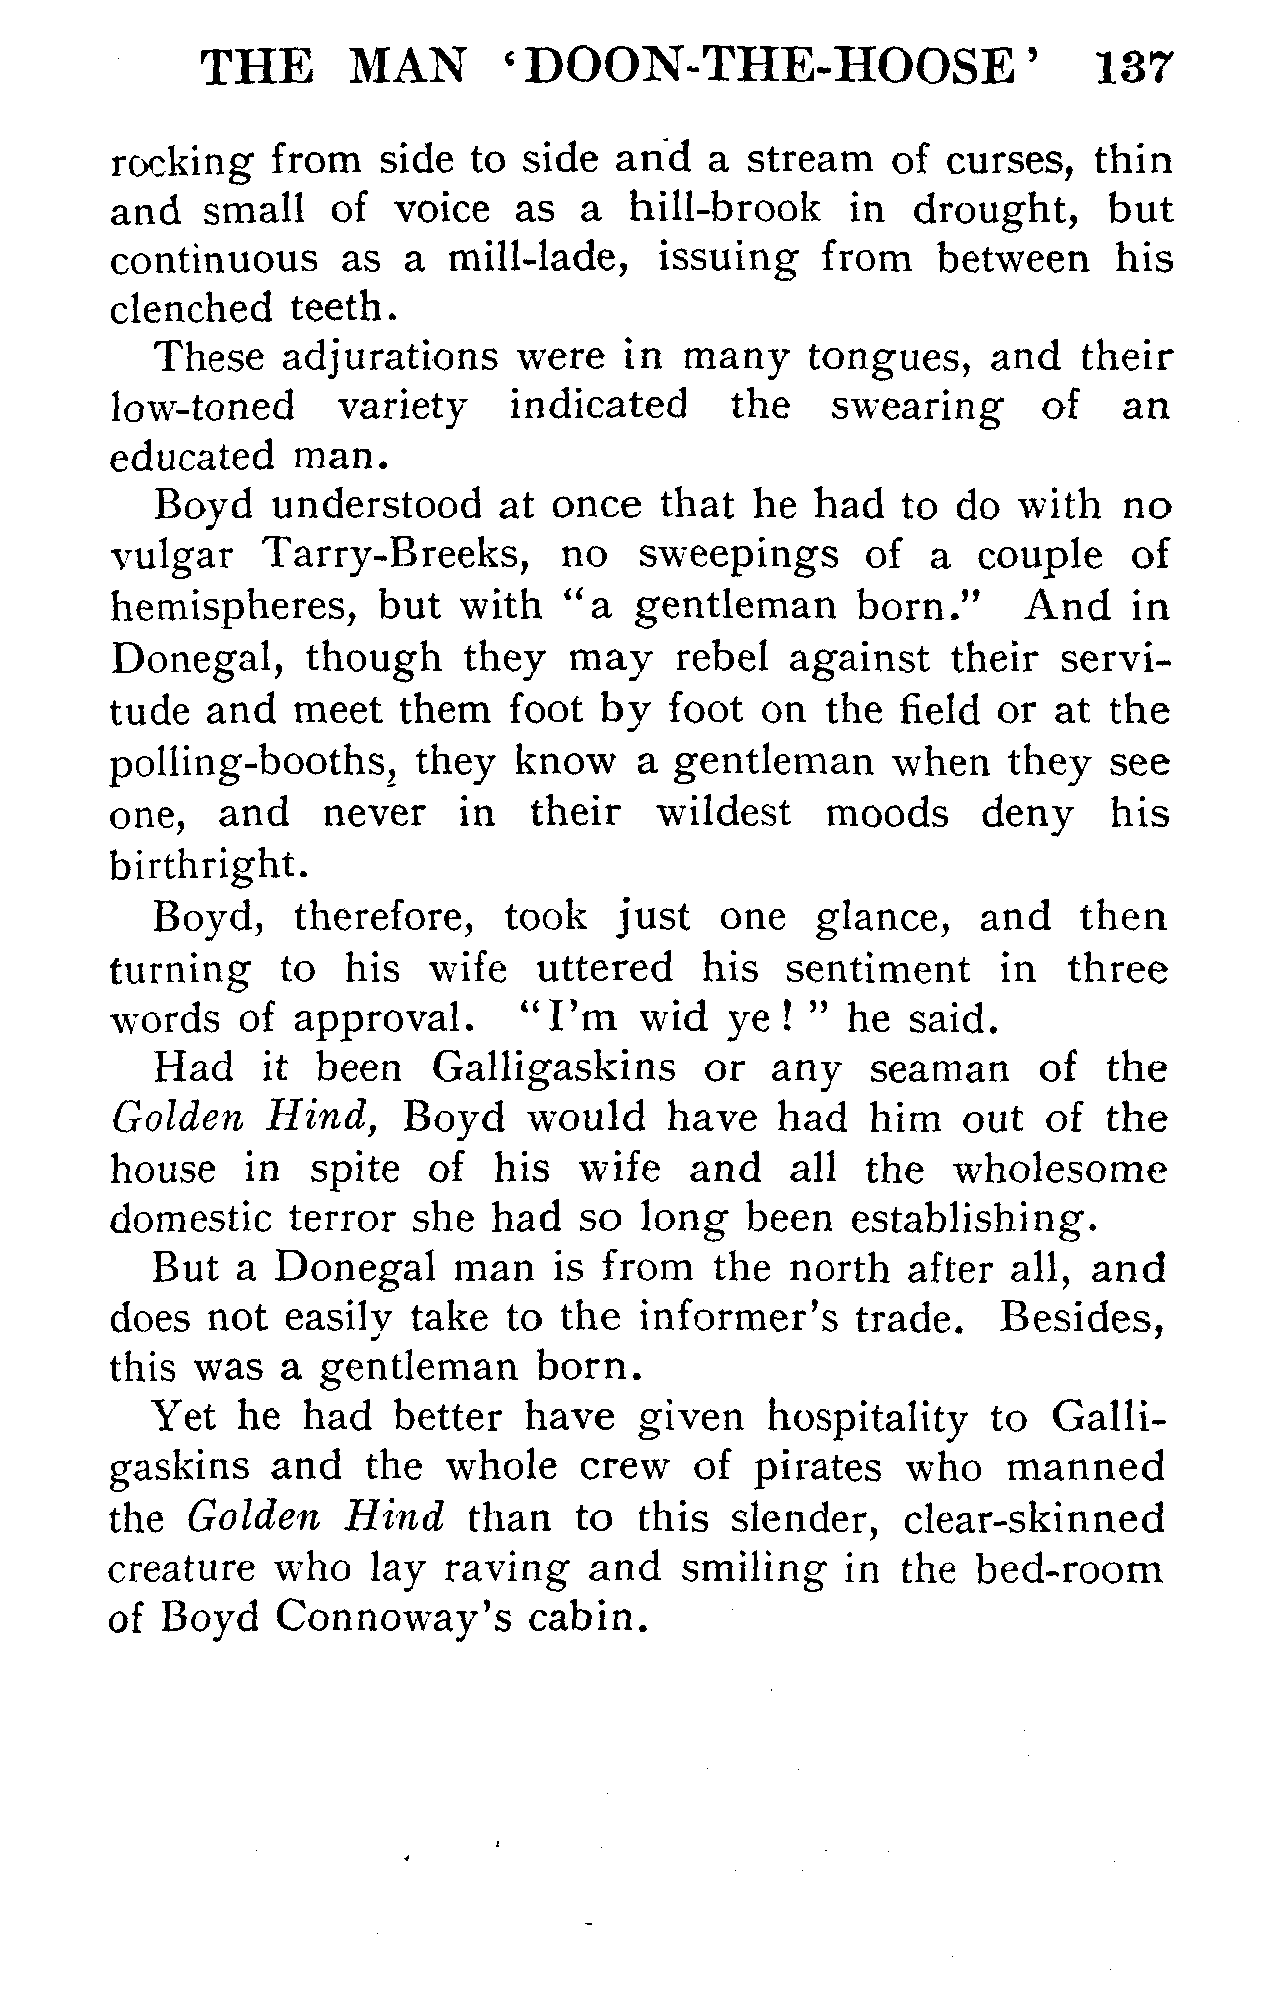 THE MAN ‘DOON-THE-HOOSE’ 137
rocking from side to side and a stream of curses, thin
and small of voice as a hill-brook in drought, but
continuous as a mill-lade, issuing from between his
clenched teeth.
These adjurations were in many tongues, and their
low-toned variety indicated the swearing of an
educated man.
Boyd understood at once that he had to do with no
vulgar Tarry-Breeks, no sweepings of a couple of
hemispheres, but with “a gentleman born.” And in
Donegal, though they may rebel against their servi-
tude and meet them foot by foot on the field or at the
polling-booths, they know a gentleman when they see
one, and never in their wildest moods deny his
birthright.
Boyd, therefore, took just one glance, and then
turning to his wife uttered his sentiment in three
words of approval. “I’m wid ye! ” he said.
Had it been Galligaskins or any seaman of the
Golden Hind, Boyd would have had him out of the
house in spite of his wife and all the wholesome
domestic terror she had so long been establishing.
But a Donegal man is from the north after all, and
does not easily take to the informer’s trade. Besides,
this was a gentleman born.
Yet he had better have given hospitality to Galli-
gaskins and the whole crew of pirates who manned
the Golden Hind than to this slender, clear-skinned
creature who lay raving and smiling in the bed-room
of Boyd Connoway’s cabin.